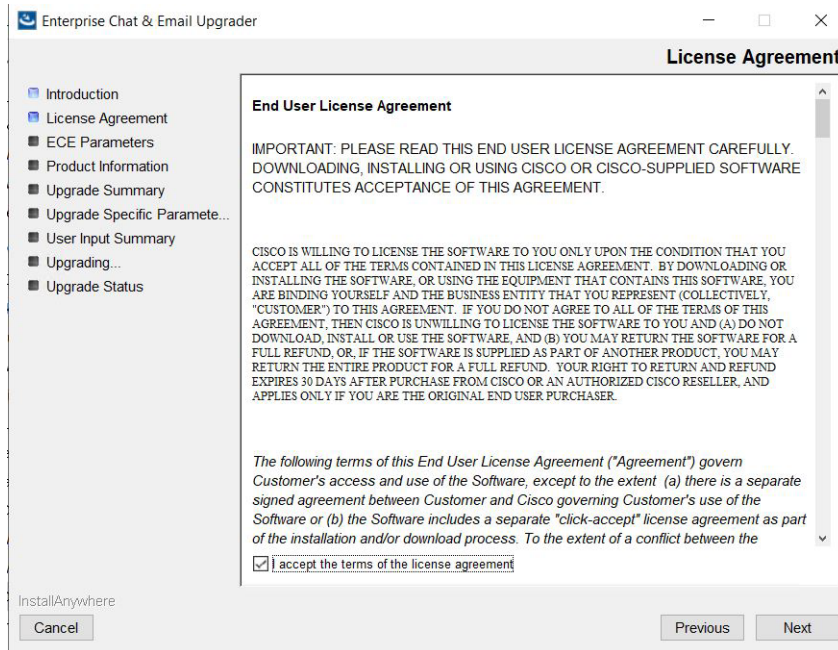 Enterprise Chat & Email Upgrader
License Agreement
Introduction
License Agreement
ECE Parameters
Product Information
Upgrade Summary
Upgrade Specific Paramete...
User Input Summary
Upgrading...
Upgrade Status
End User License Agreement
IMPORTANT: PLEASE READ THIS END USER LICENSE AGREEMENT CAREFULLY.
DOWNLOADING, INSTALLING OR USING CISCO OR CISCO-SUPPLIED SOFTWARE
CONSTITUTES ACCEPTANCE OF THIS AGREEMENT.
CISCO IS WILLING TO LICENSE THE SOFTWARE TO YOU ONLY UPON THE CONDITION THAT YOU
ACCEPT ALL OF THE TERMS CONTAINED IN THIS LICENSE AGREEMENT. BY DOWNLOADING OR
INSTALLING THE SOFTWARE, OR USING THE EQUIPMENT THAT CONTAINS THIS SOFTWARE, YOU
ARE BINDING YOURSELF AND THE BUSINESS ENTITY THAT YOU REPRESENT (COLLECTIVELY,
"CUSTOMER") TO THIS AGREEMENT. IF YOU DO NOT AGREE TO ALL OF THE TERMS OF THIS
AGREEMENT, THEN CISCO IS UNWILLING TO LICENSE THE SOFTWARE TO YOU AND (A) DO NOT
DOWNLOAD, INSTALL OR USE THE SOFTWARE, AND (B) YOU MAY RETURN THE SOFTWARE FOR A
FULL REFUND, OR, IF THE SOFTWARE IS SUPPLIED AS PART OF ANOTHER PRODUCT, YOU MAY
RETURN THE ENTIRE PRODUCT FOR A FULL REFUND. YOUR RIGHT TO RETURN AND REFUND
EXPIRES 30 DAYS AFTER PURCHASE FROM CISCO OR AN AUTHORIZED CISCO RESELLER, AND
APPLIES ONLY IF YOU ARE THE ORIGINAL END USER PURCHASER.
The following terms of this End User License Agreement ("Agreement") govern
Customer's access and use of the Software, except to the extent (a) there is a separate
signed agreement between Customer and Cisco governing Customer's use of the
Software or (b) the Software includes a separate "click-accept" license agreement as part
of the installation and/or download process. To the extent of a conflict between the
I accept the terms of the license agreement
InstallAnywhere
Cancel
Previous
Next